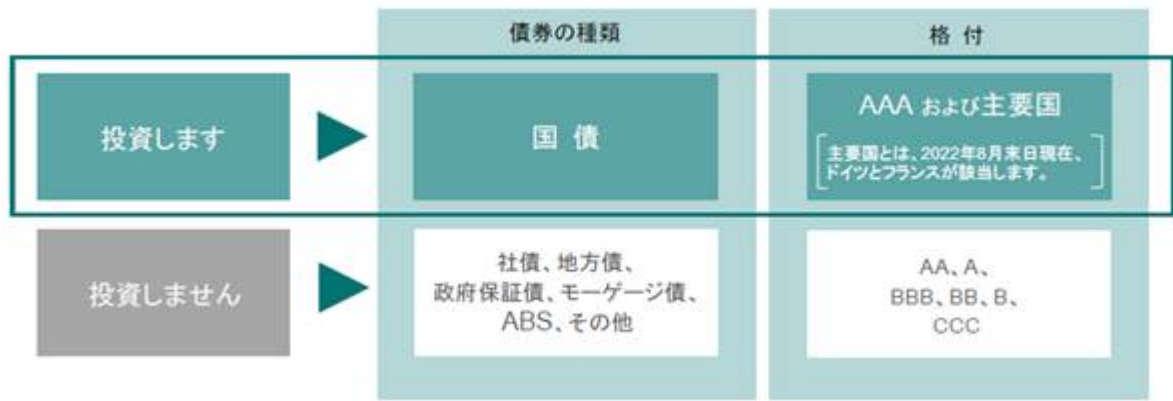 債券の種類
格 付
投資します
国 債
AAA および主要国
主要国とは、2022年8月末日現在、
ドイツとフランスが該当します。
投資しません
社債、地方債、
政府保証債、モーゲージ債、
ABS、その他
AA、A、
BBB、BB、B、
CCC